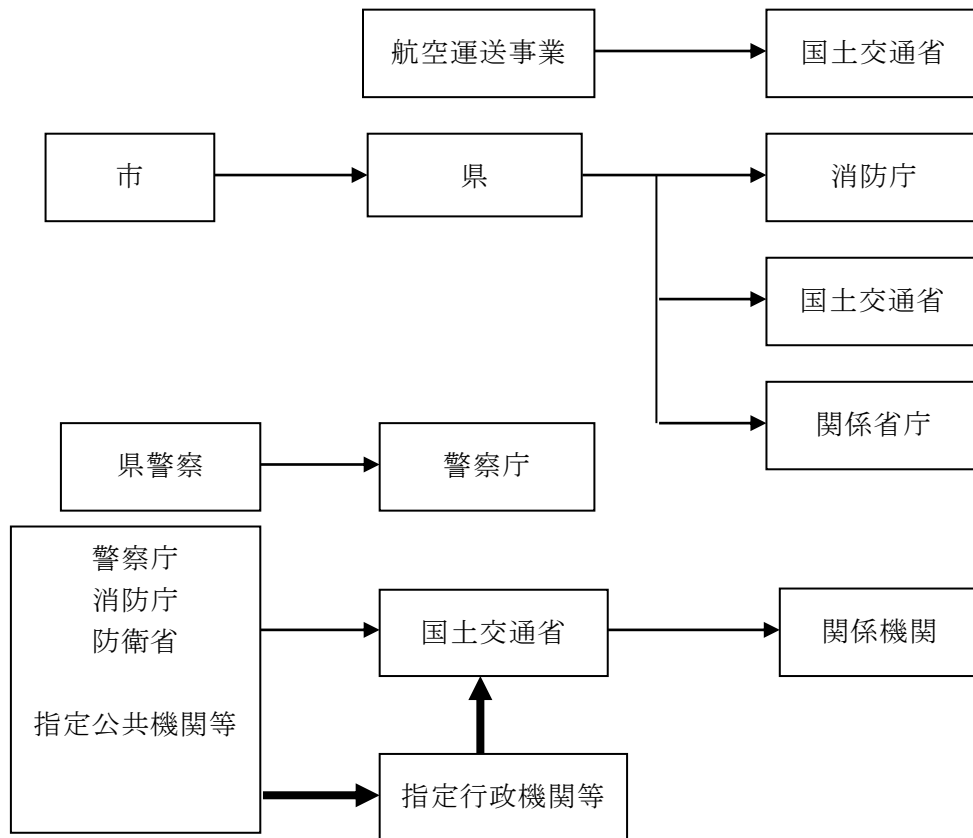 航空運送事業
国土交通省
市
県
消防庁
国土交通省
関係省庁
県警察
警察庁
警察庁
消防庁
防衛省
指定公共機関等
国土交通省
関係機関
指定行政機関等